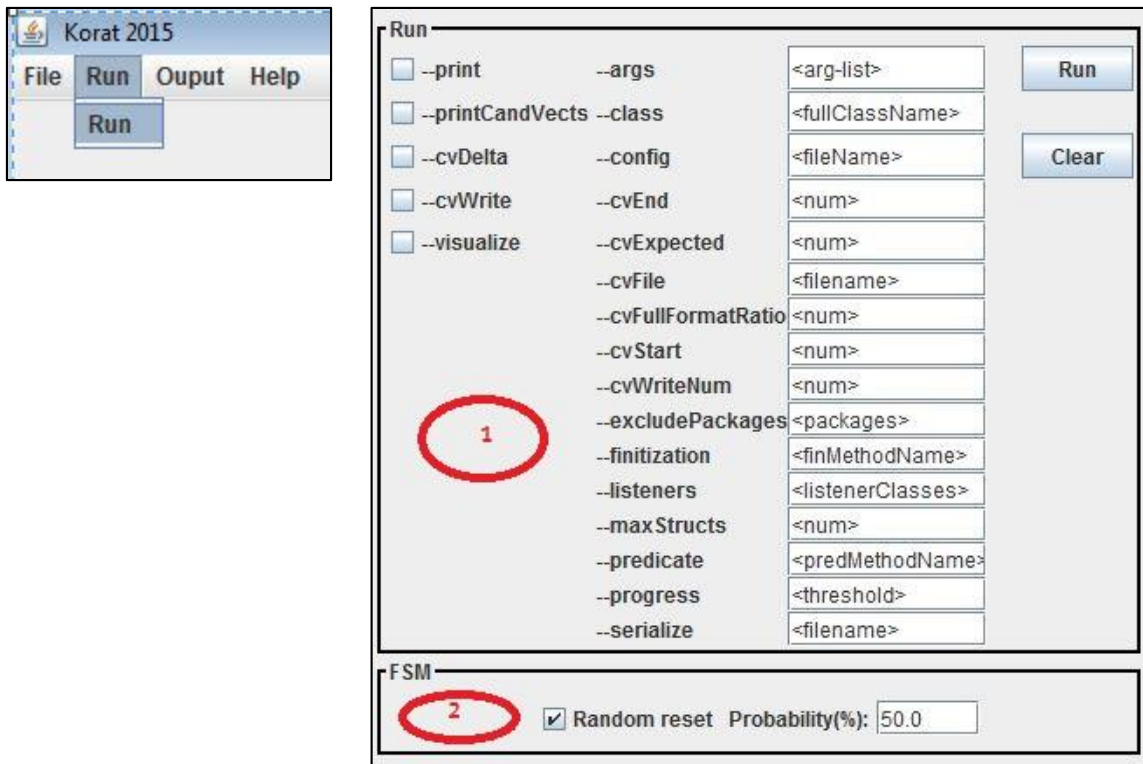 Korat 2015
File Run Ouput Help
Run
Run
--print --args <arg-list> Run
--printCandVects --class <fullClassName>
--cvDelta --config <fileName> Clear
--cvWrite --cvEnd <num>
--visualize --cvExpected <num>
--cvFile <filename>
--cvFullFormatRatio <num>
--cvStart <num>
--cvWriteNum <num>
1
--excludePackages <packages>
--finitization <finMethodName>
--listeners <listenerClasses>
--maxStructs <num>
--predicate <predMethodName>
--progress <threshold>
--serialize <filename>
FSM
2 Random reset Probability(%): 50.0